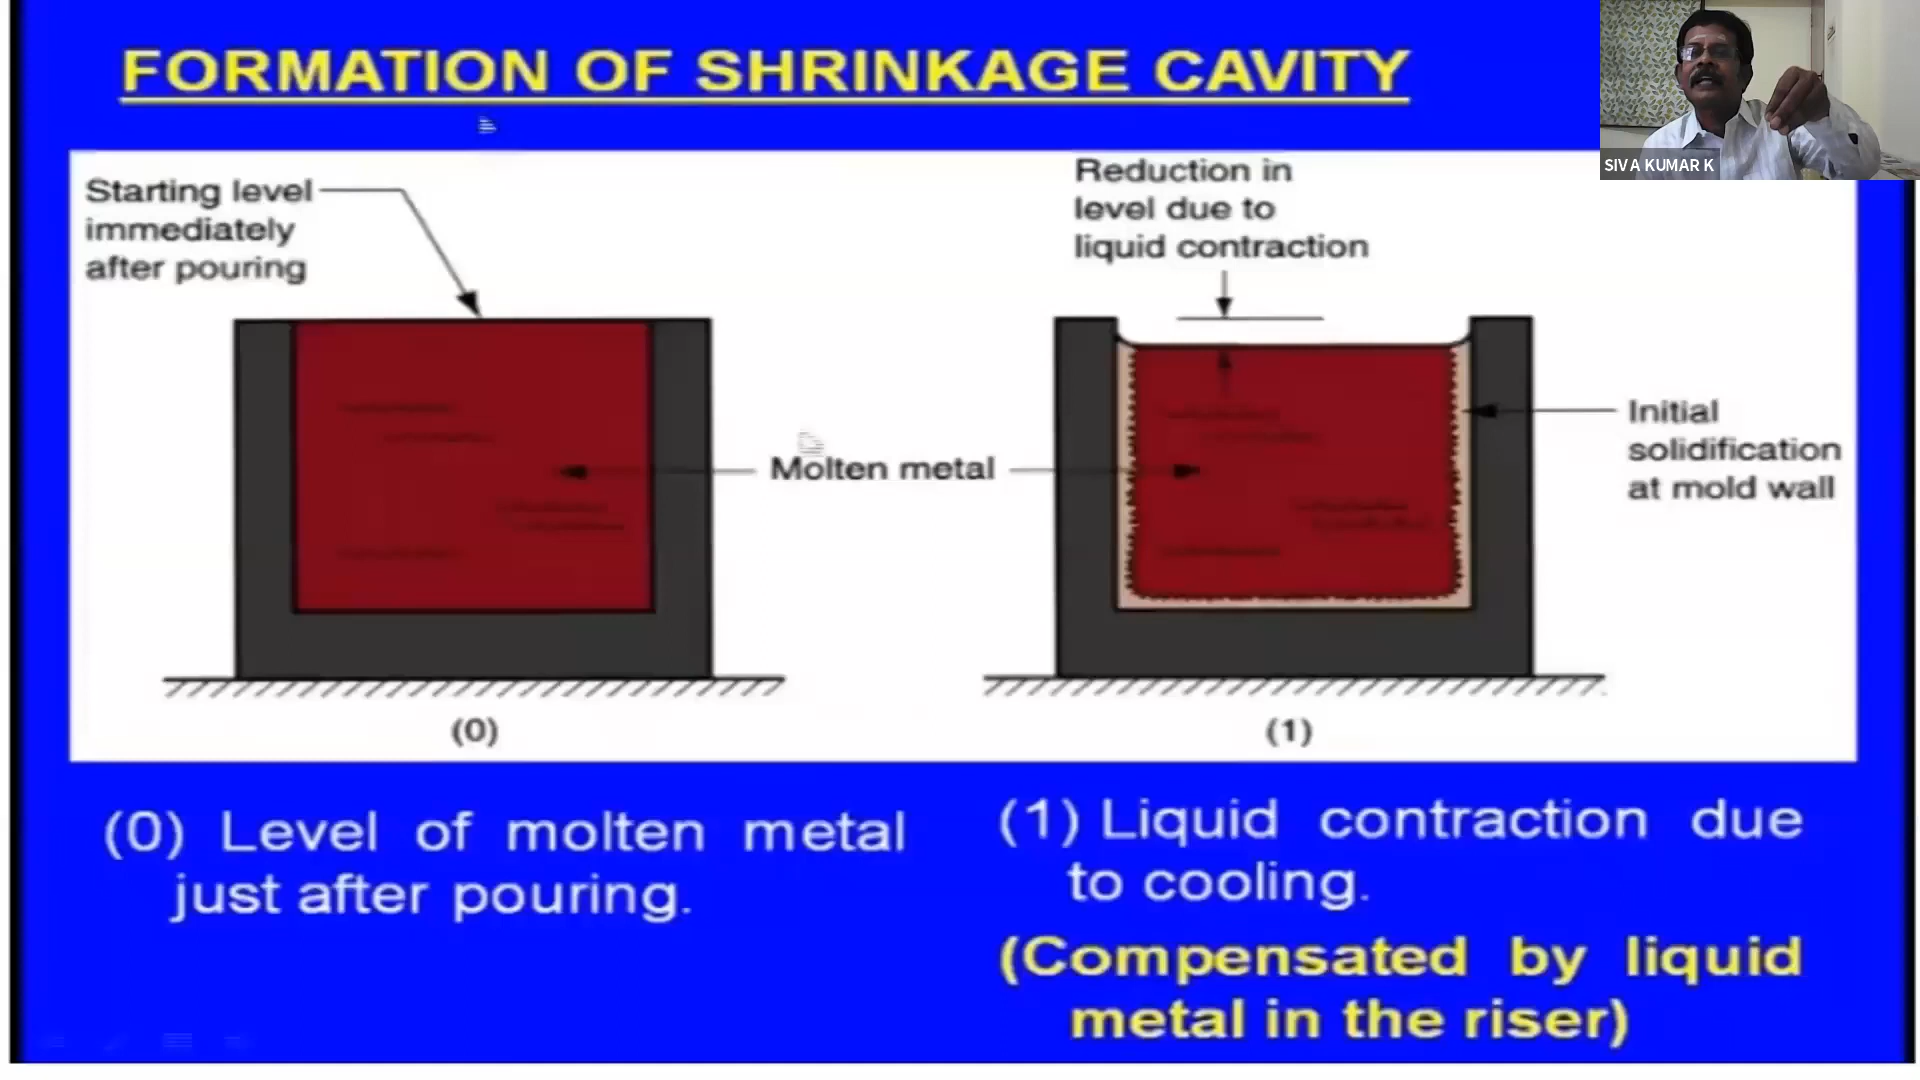 FORMATION OF SHRINKAGE CAVITY
SIVA KUMAR K
Starting level
immediately
after pouring
Reduction in
level due to
liquid contraction
Molten metal
Initial
solidification
at mold wall
(0)
(1)
(0) Level of molten metal
just after pouring.
(1) Liquid contraction due
to cooling.
(Compensated by liquid
metal in the riser)